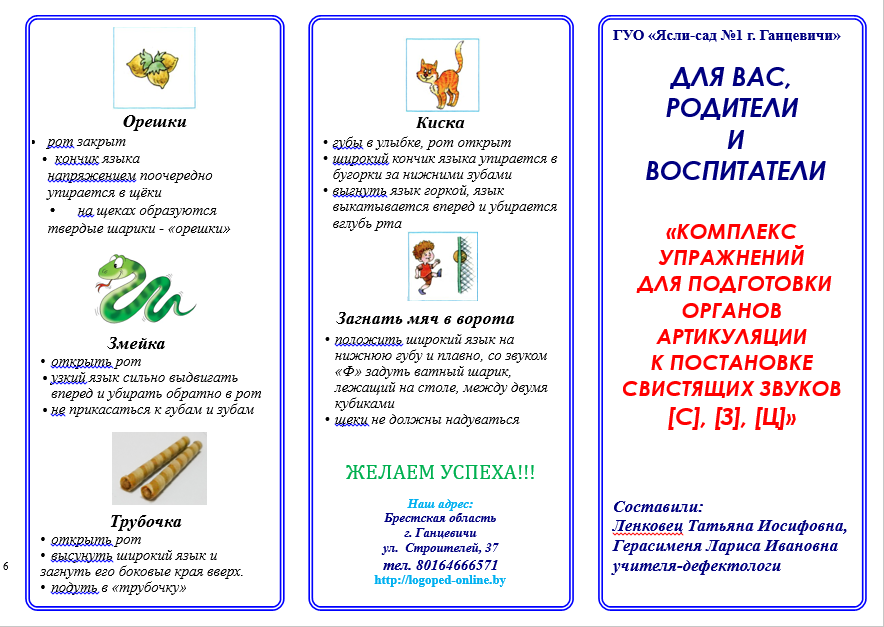 Орешки
• рот закрыт
• кончик языка
напряжением поочередно
упирается в щёки
• на щеках образуются
твердые шарики - «орешки»
Змейка
• открыть рот
• узкий язык сильно выдвигать
вперед и убирать обратно в рот
• не прикасаться к губам и зубам
Трубочка
• открыть рот
• высунуть широкий язык и
загнуть его боковые края вверх.
• подуть в «трубочку»
6
Киска
• губы в улыбке, рот открыт
• широкий кончик языка упирается в
бугорки за нижними зубами
• выгнуть язык горкой, язык
выкатывается вперед и убирается
вглубь рта
Загнать мяч в ворота
• положить широкий язык на
нижнюю губу и плавно, со звуком
«Ф» задуть ватный шарик,
лежащий на столе, между двумя
кубиками
• щеки не должны надуваться
ЖЕЛАЕМ УСПЕХА!!!
Наш адрес:
Брестская область
г. Ганцевичи
ул. Строителей, 37
тел. 80164666571
http://logoped-online.by
ГУО «Ясли-сад №1 г. Ганцевичи»
ДЛЯ ВАС,
РОДИТЕЛИ
И
ВОСПИТАТЕЛИ
«КОМПЛЕКС
УПРАЖНЕНИЙ
ДЛЯ ПОДГОТОВКИ
ОРГАНОВ
АРТИКУЛЯЦИИ
К ПОСТАНОВКЕ
СВИСТЯЩИХ ЗВУКОВ
[С], [З], [Ц]»
Составили:
Ленковец Татьяна Иосифовна,
Герасименя Лариса Ивановна
учителя-дефектологи